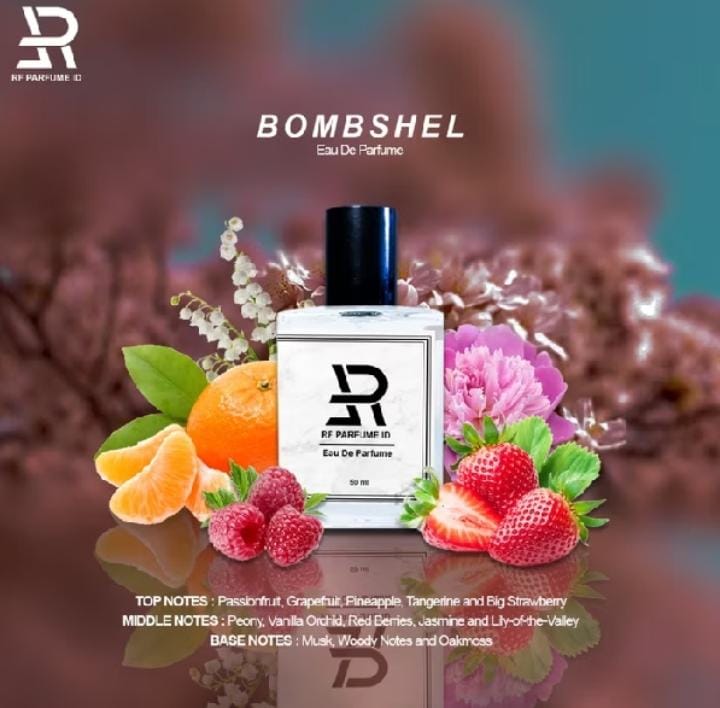 RF PARFUME ID
BOMBSHEL
Eau De Parfume
RF PARFUME ID
Eau De Parfume
50 ml
TOP NOTES : Passionfruit, Grapefruit, Pineapple, Tangerine and Big Strawberry
MIDDLE NOTES : Peony, Vanilla Orchid, Red Berries, Jasmine and Lily-of-the-Valley
BASE NOTES : Musk, Woody Notes and Oakmoss